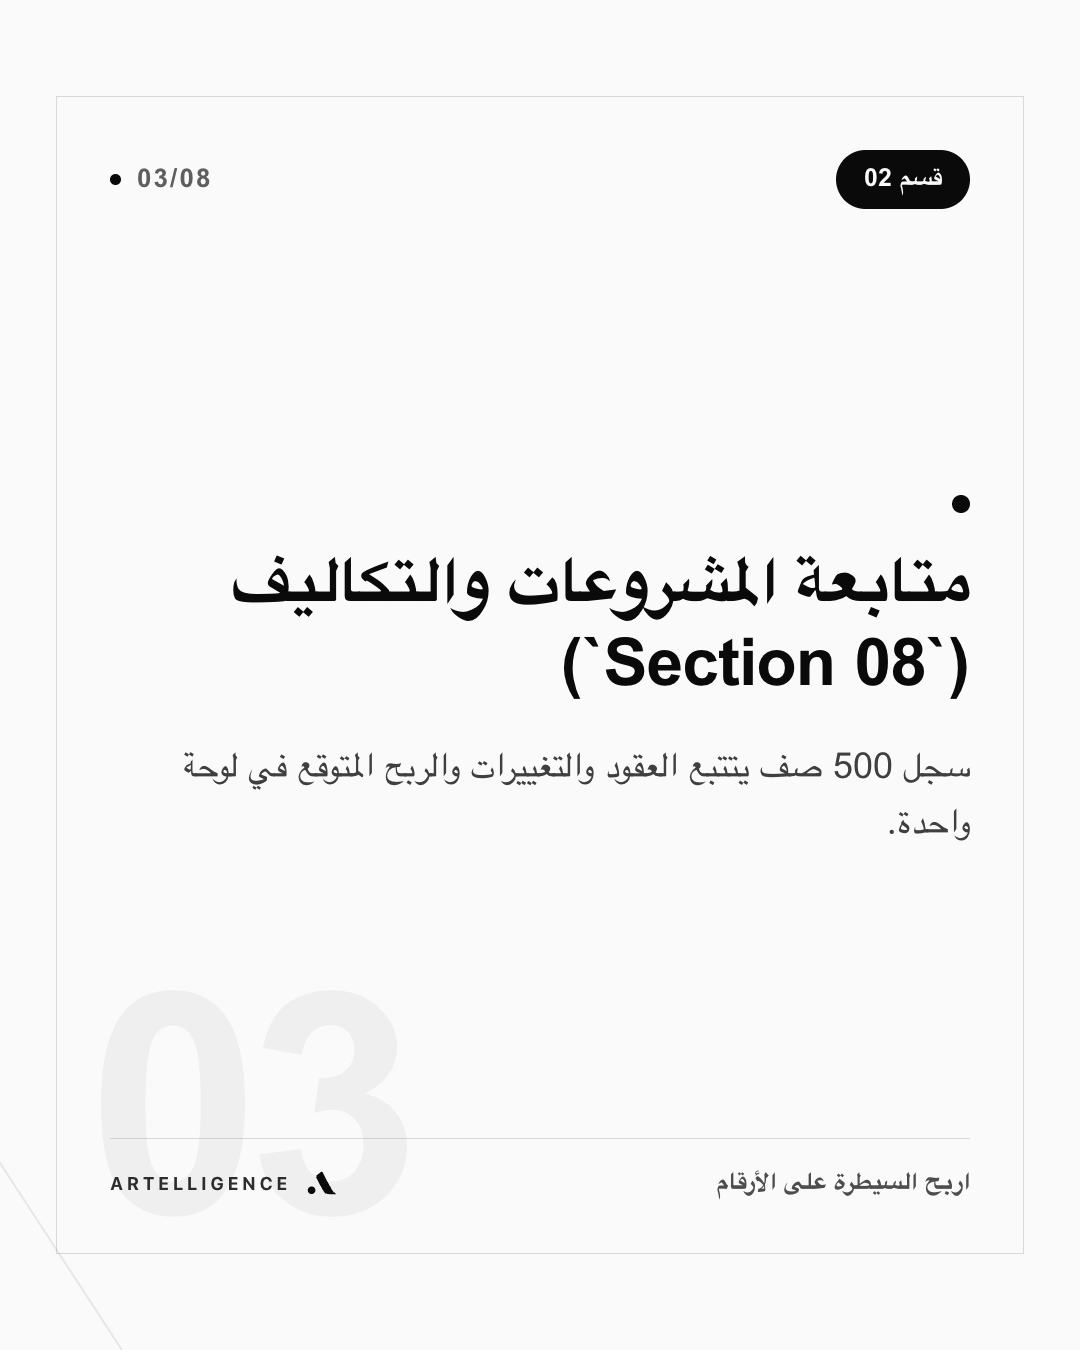 قسم 02
03/08
متابعة المشروعات والتكاليف
(`Section 08`)
سجل 500 صف يتتبع العقود والتغييرات والربح المتوقع في لوحة
واحدة.
03
اربح السيطرة على الأرقام
ARTELLIGENCE